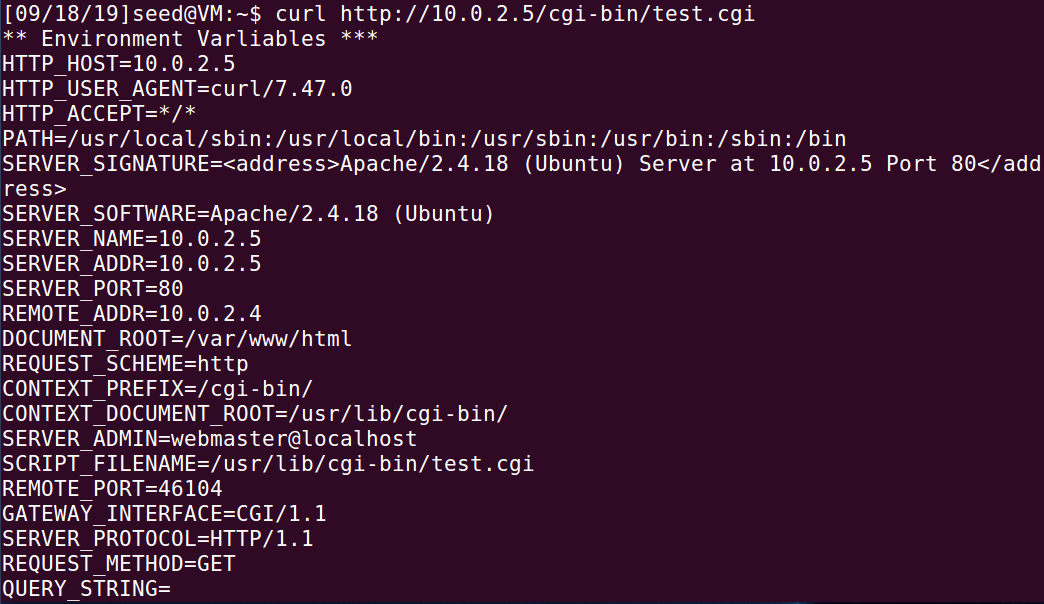 [09/18/19]seed@VM:~$ curl http://10.0.2.5/cgi-bin/test.cgi
** Environment Varliables ***
HTTP_HOST=10.0.2.5
HTTP_USER_AGENT=curl/7.47.0
HTTP_ACCEPT=*/*
PATH=/usr/local/sbin:/usr/local/bin:/usr/sbin:/usr/bin:/sbin:/bin
SERVER_SIGNATURE=<address>Apache/2.4.18 (Ubuntu) Server at 10.0.2.5 Port 80</add
ress>
SERVER_SOFTWARE=Apache/2.4.18 (Ubuntu)
SERVER_NAME=10.0.2.5
SERVER_ADDR=10.0.2.5
SERVER_PORT=80
REMOTE_ADDR=10.0.2.4
DOCUMENT_ROOT=/var/www/html
REQUEST_SCHEME=http
CONTEXT_PREFIX=/cgi-bin/
CONTEXT_DOCUMENT_ROOT=/usr/lib/cgi-bin/
SERVER_ADMIN=webmaster@localhost
SCRIPT_FILENAME=/usr/lib/cgi-bin/test.cgi
REMOTE_PORT=46104
GATEWAY_INTERFACE=CGI/1.1
SERVER_PROTOCOL=HTTP/1.1
REQUEST_METHOD=GET
QUERY_STRING=